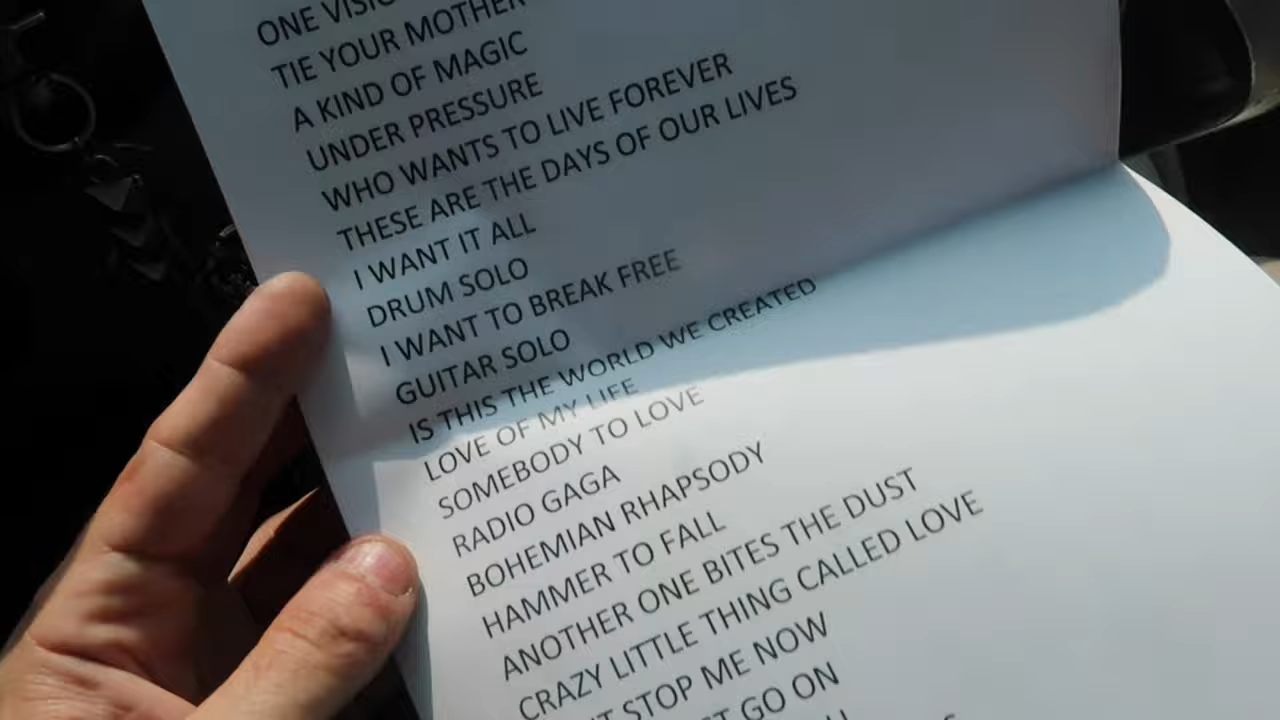 ONE
TIE YOUR MOTHER
A KIND OF MAGIC
UNDER PRESSURE
WHO WANTS TO LIVE FOREVER
THESE ARE THE DAYS OF OUR LIVES
I WANT IT ALL
DRUM SOLO
I WANT TO BREAK FREE
GUITAR SOLO
IS THIS THE WORLD WE CREATED
LOVE OF MY LIFE
SOMEBODY TO LOVE
RADIO GAGA
BOHEMIAN RHAPSODY
HAMMER TO FALL
ANOTHER ONE BITES THE DUST
CRAZY LITTLE THING CALLED LOVE
STOP ME NOW
GO ON